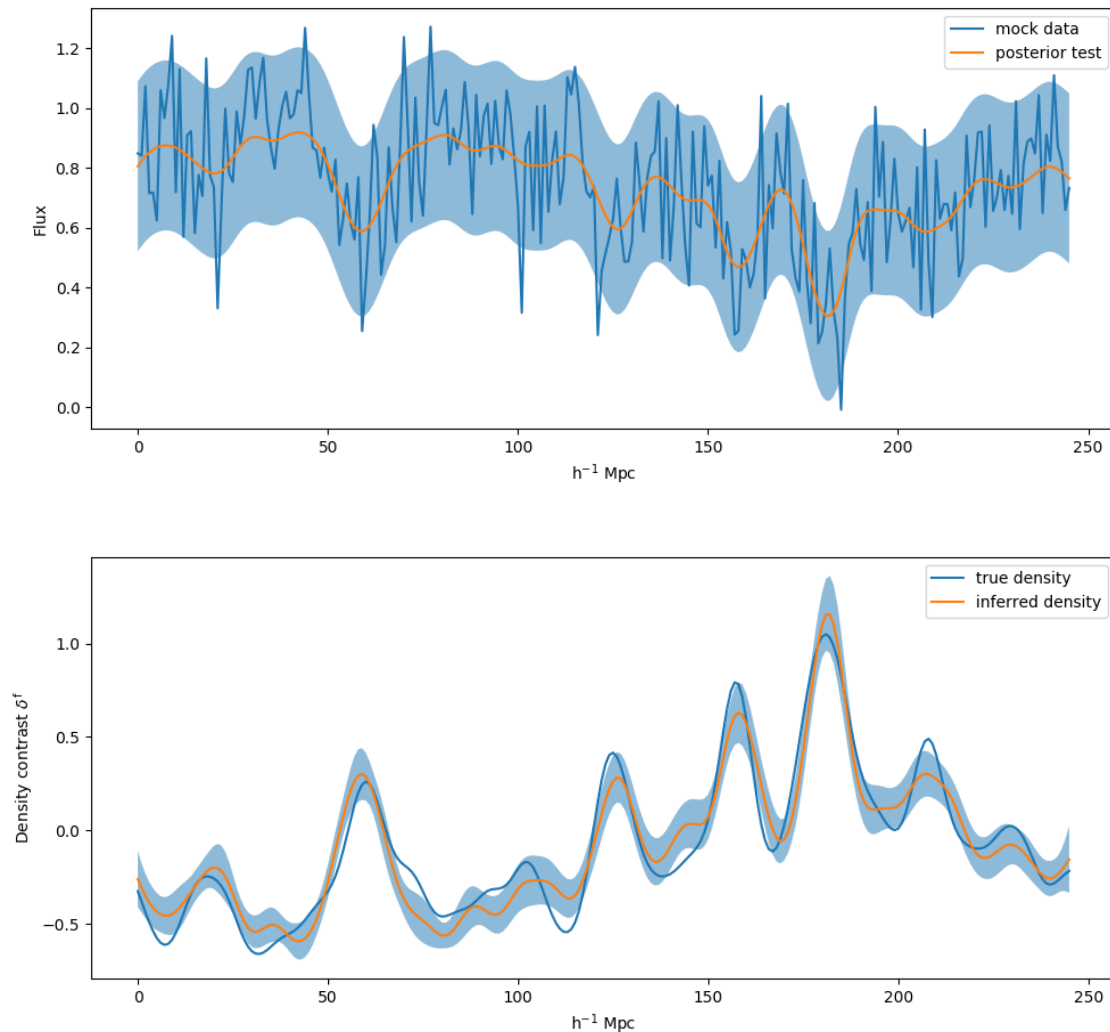 mock data
posterior test
Flux
1.2
1.0
0.8
0.6
0.4
0.2
0.0
0 50 100 150 200 250
h⁻¹ Mpc
true density
inferred density
Density contrast δᶠ
1.0
0.5
0.0
−0.5
0 50 100 150 200 250
h⁻¹ Mpc